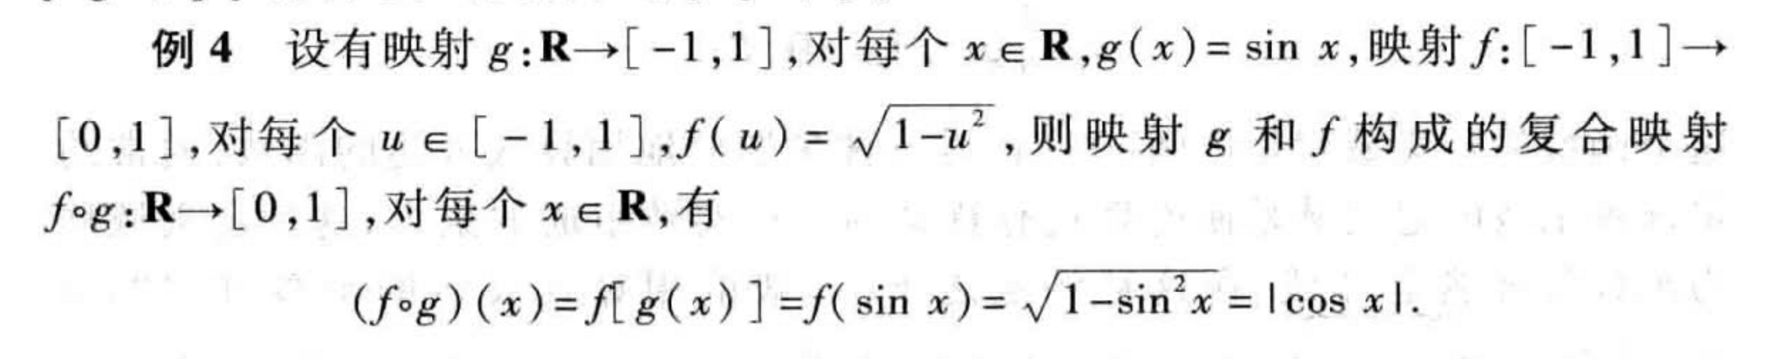 例 4 设有映射 g:R→[-1,1],对每个 x∈R,g(x)= sin x,映射 f:[-1,1]→
[0,1],对每个 u∈[-1,1],f(u)=√(1-u²),则映射 g 和 f 构成的复合映射
f∘g:R→[0,1],对每个 x∈R,有
(f∘g)(x)=f[g(x)]=f(sin x)=√(1-sin²x)=|cos x|.